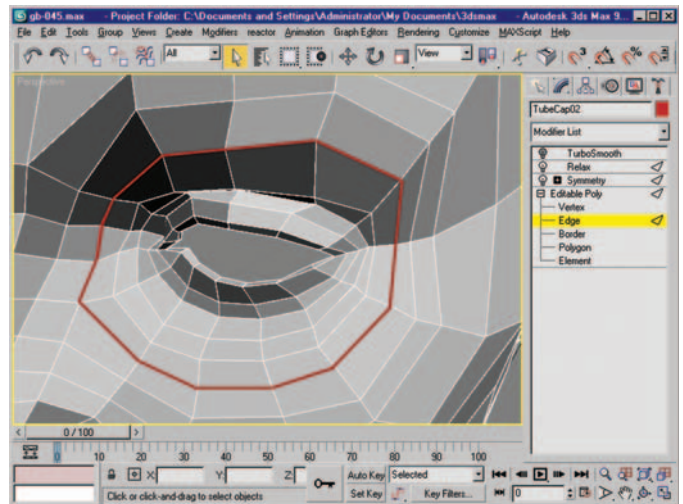 gb-045.max - Project Folder: C:\Documents and Settings\Administrator\My Documents\3dsmax - Autodesk 3ds Max 9...
File Edit Tools Group Views Create Modifiers reactor Animation Graph Editors Rendering Customize MAXScript Help
All
View
3
%
Perspective
TubeCap02
Modifier List
TurboSmooth
Relax
Symmetry
Editable Poly
Vertex
Edge
Border
Polygon
Element
0 / 100
0 10 20 30 40 50 60 70 80 90 100
X: Y: Z: Auto Key Selected
Click or click-and-drag to select objects Set Key Key Filters... 0